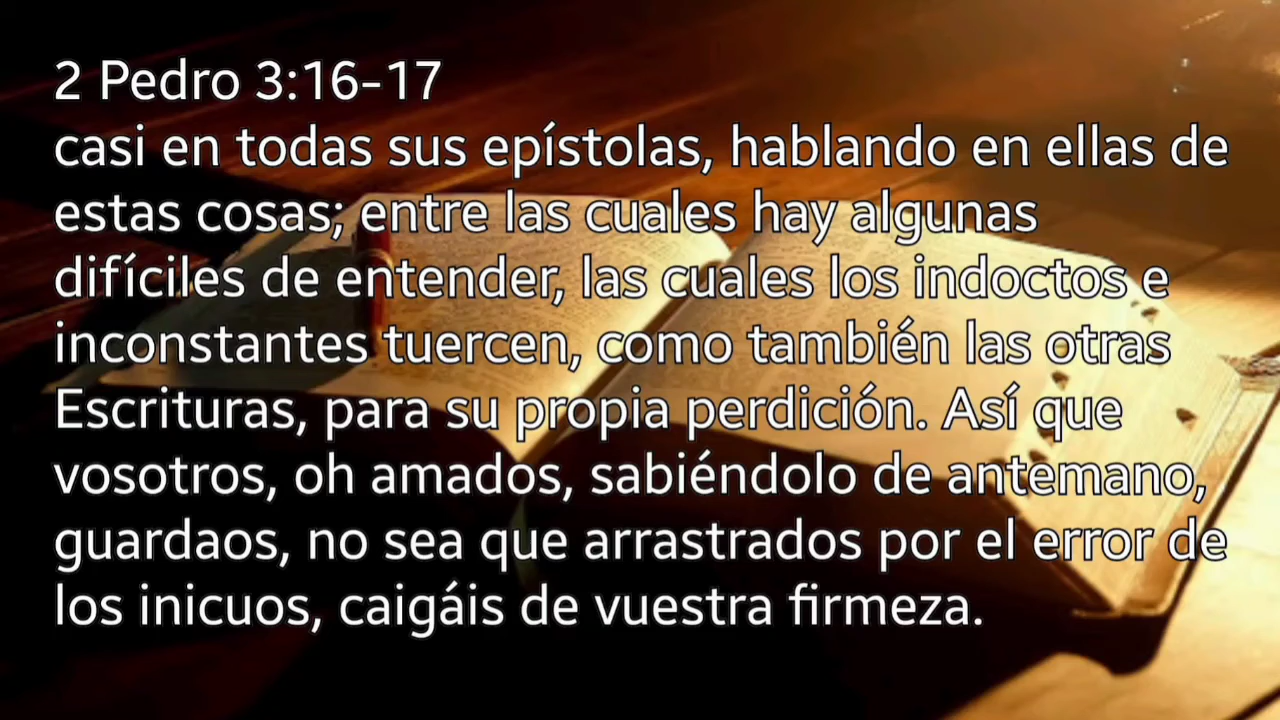 2 Pedro 3:16-17
casi en todas sus epístolas, hablando en ellas de
estas cosas; entre las cuales hay algunas
difíciles de entender, las cuales los indoctos e
inconstantes tuercen, como también las otras
Escrituras, para su propia perdición. Así que
vosotros, oh amados, sabiéndolo de antemano,
guardaos, no sea que arrastrados por el error de
los inicuos, caigáis de vuestra firmeza.